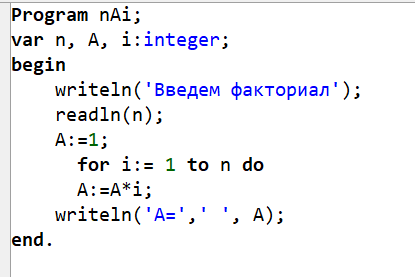 Program nAi;
var n, A, i:integer;
begin
writeln('Введем факториал');
readln(n);
A:=1;
for i:= 1 to n do
A:=A*i;
writeln('A=',' ', A);
end.